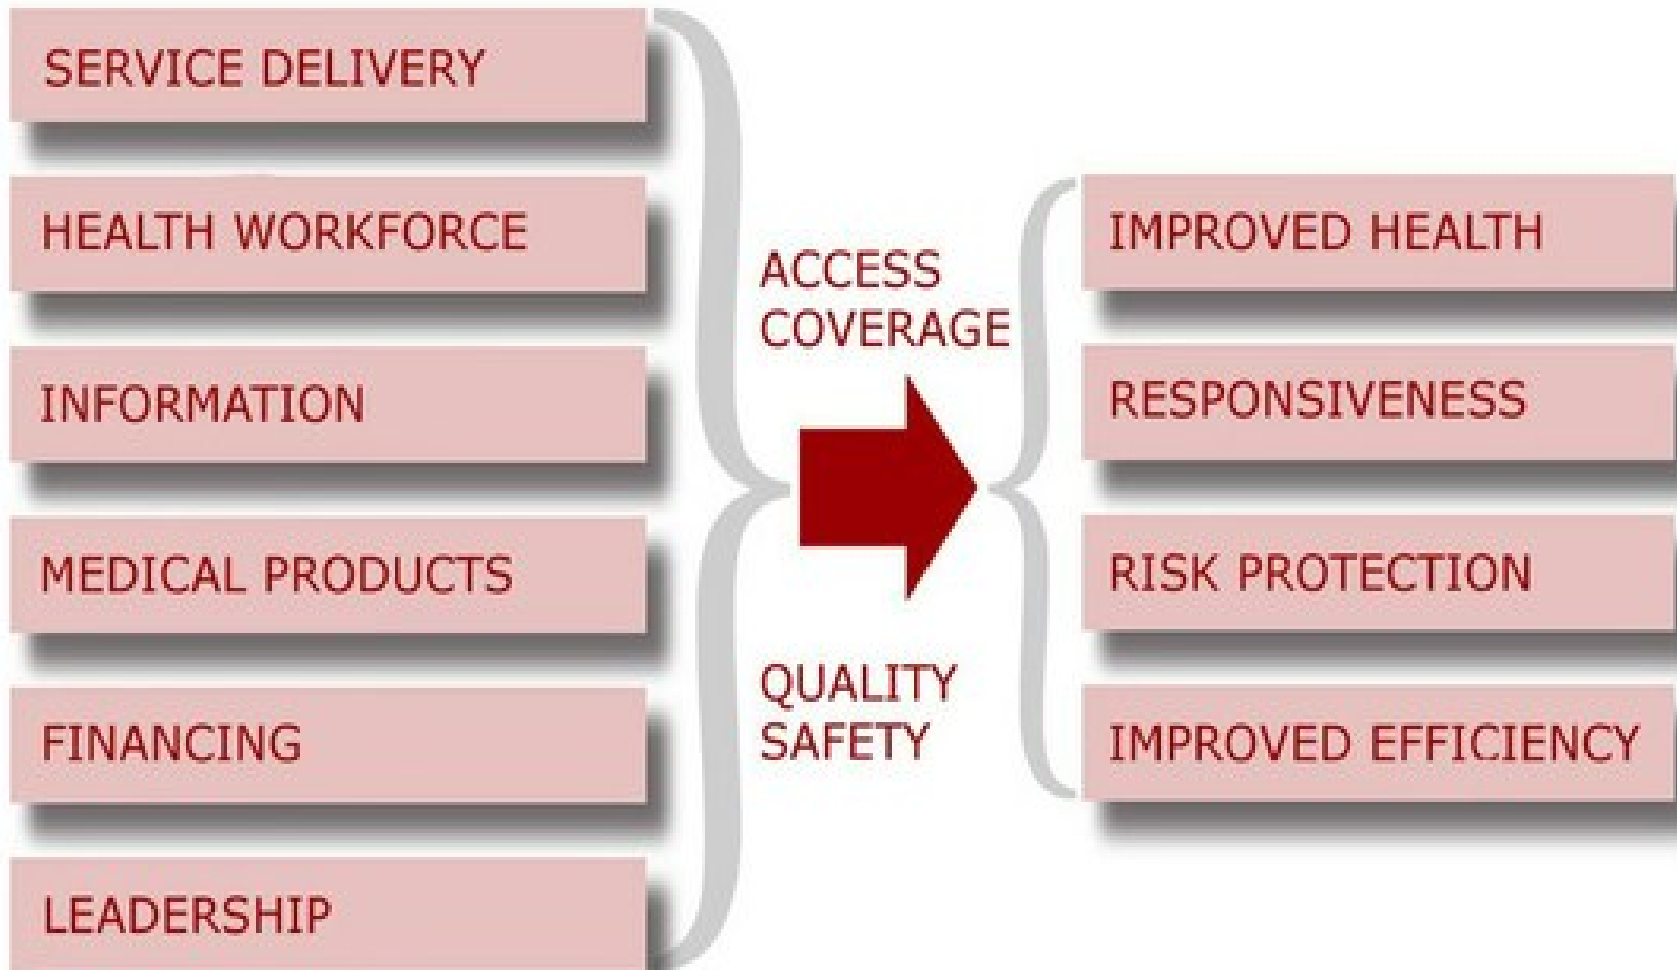 SERVICE DELIVERY
HEALTH WORKFORCE
INFORMATION
MEDICAL PRODUCTS
FINANCING
LEADERSHIP
ACCESS
COVERAGE
QUALITY
SAFETY
IMPROVED HEALTH
RESPONSIVENESS
RISK PROTECTION
IMPROVED EFFICIENCY